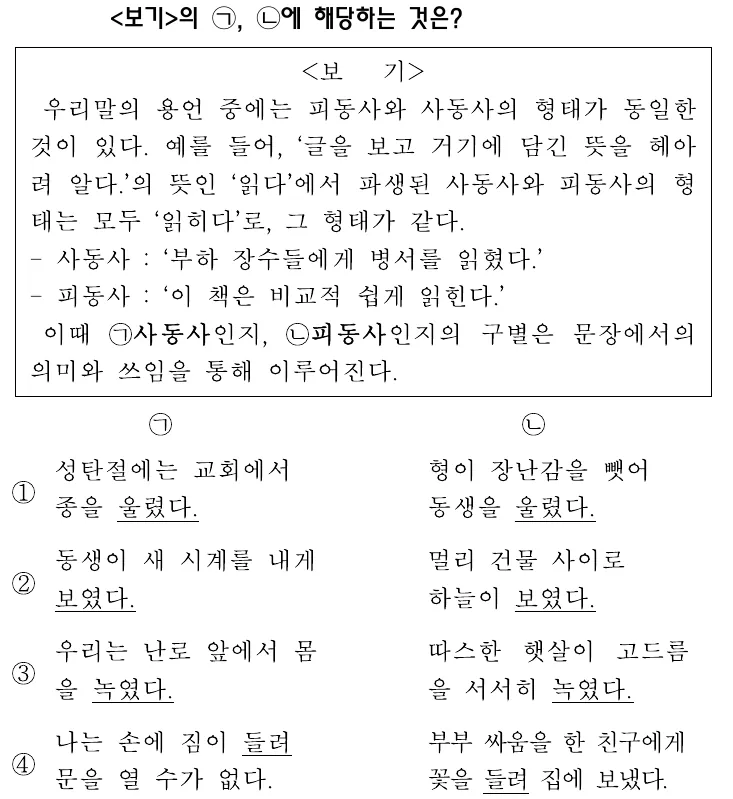 <보기>의 ㉠, ㉡에 해당하는 것은?
<보 기>
우리말의 용언 중에는 피동사와 사동사의 형태가 동일한
것이 있다. 예를 들어, ‘글을 보고 거기에 담긴 뜻을 헤아
려 알다.’의 뜻인 ‘읽다’에서 파생된 사동사와 피동사의 형
태는 모두 ‘읽히다’로, 그 형태가 같다.
- 사동사 : ‘부하 장수들에게 병서를 읽혔다.’
- 피동사 : ‘이 책은 비교적 쉽게 읽힌다.’
이때 ㉠사동사인지, ㉡피동사인지의 구별은 문장에서의
의미와 쓰임을 통해 이루어진다.
㉠ ㉡
① 성탄절에는 교회에서 형이 장난감을 뺏어
종을 울렸다. 동생을 울렸다.
② 동생이 새 시계를 내게 멀리 건물 사이로
보였다. 하늘이 보였다.
③ 우리는 난로 앞에서 몸 따스한 햇살이 고드름
을 녹였다. 을 서서히 녹였다.
④ 나는 손에 짐이 들려 부부 싸움을 한 친구에게
문을 열 수가 없다. 꽃을 들려 집에 보냈다.